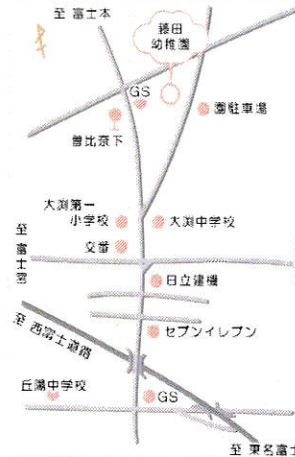 至 富士本
藤田
幼稚園
GS
園駐車場
曽比奈下
大渕第一
小学校
大渕中学校
交番
至 富士宮
日立建機
至 西富士道路
セブンイレブン
丘陽中学校
GS
至 東名富士